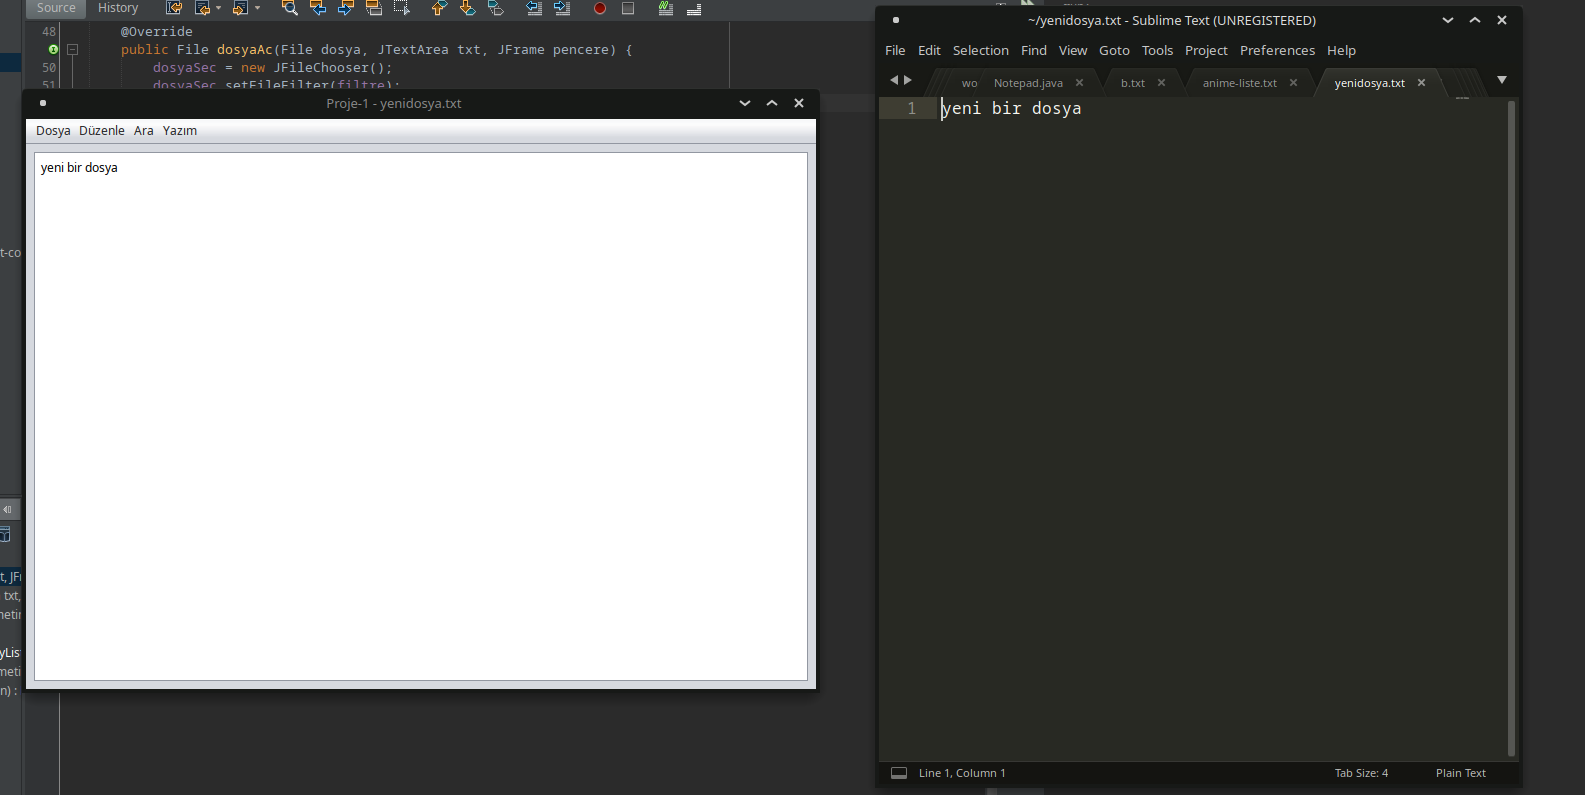 Source History
48 @Override
public File dosyaAc(File dosya, JTextArea txt, JFrame pencere) {
50 dosyaSec = new JFileChooser();
51 dosyaSec.setFileFilter(filtre);
t-co
t, JFr
txt,
metin
yLis
meti
n) :
Proje-1 - yenidosya.txt
Dosya Düzenle Ara Yazım
yeni bir dosya
~/yenidosya.txt - Sublime Text (UNREGISTERED)
File Edit Selection Find View Goto Tools Project Preferences Help
wo Notepad.java b.txt anime-liste.txt yenidosya.txt
1 yeni bir dosya
Line 1, Column 1 Tab Size: 4 Plain Text